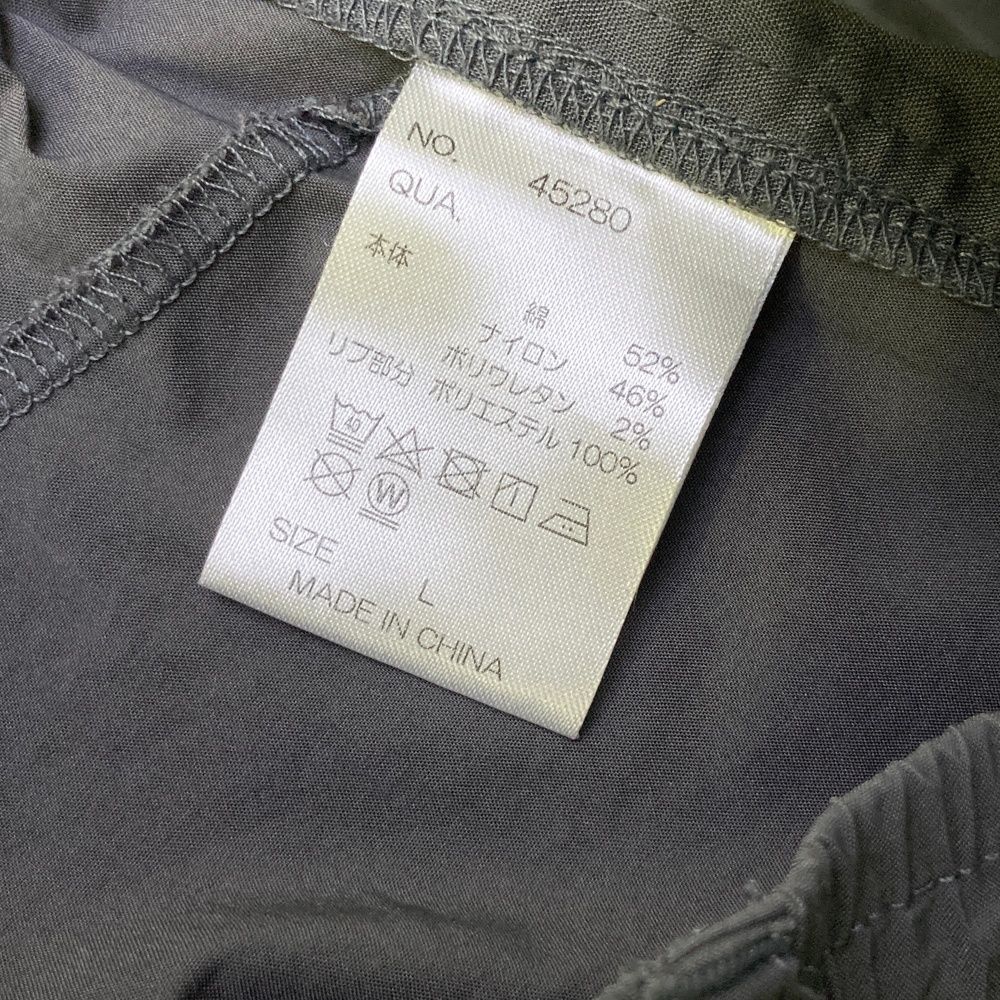 NO. 45280
QUA.
本体
綿 52%
ナイロン 46%
ポリウレタン 2%
リブ部分 ポリエステル 100%
40
W
SIZE L
MADE IN CHINA